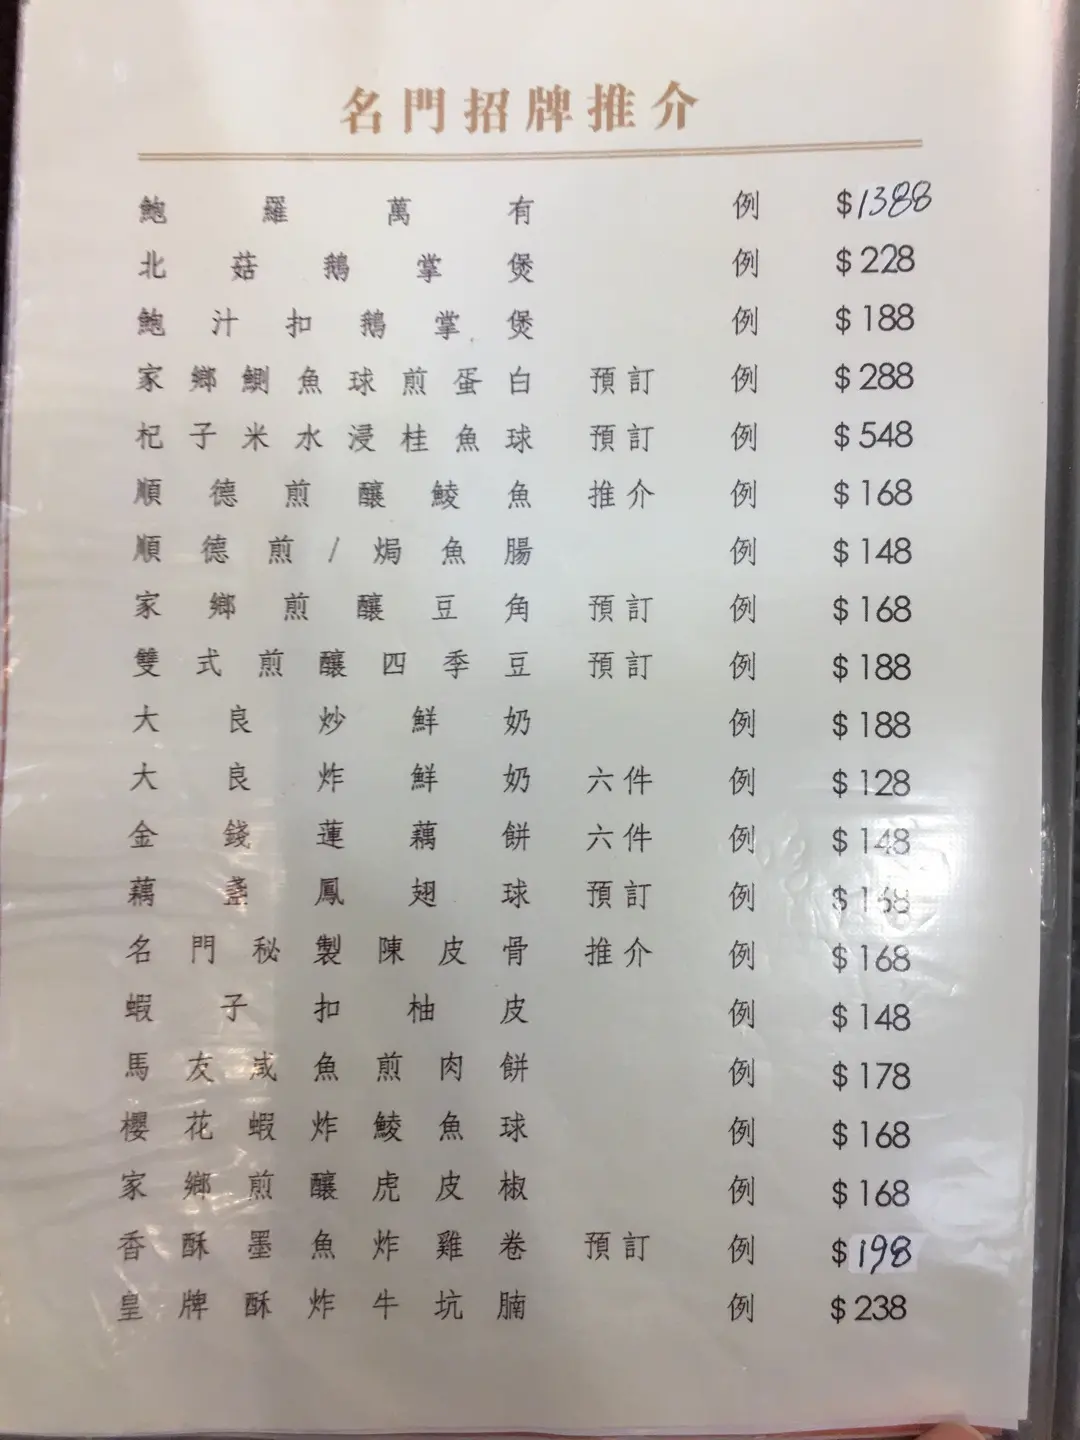 名門招牌推介
鮑羅萬有 例 $1388
北菇鵝掌煲 例 $228
鮑汁扣鵝掌煲 例 $188
家鄉鰂魚球煎蛋白 預訂 例 $288
杞子米水浸桂魚球 預訂 例 $548
順德煎釀鯪魚 推介 例 $168
順德煎/焗魚腸 例 $148
家鄉煎釀豆角 預訂 例 $168
雙式煎釀四季豆 預訂 例 $188
大良炒鮮奶 例 $188
大良炸鮮奶 六件 例 $128
金錢蓮藕餅 六件 例 $148
藕盞鳳翅球 預訂 例
名門秘製陳皮骨 推介 例 $168
蝦子扣柚皮 例 $148
馬友咸魚煎肉餅 例 $178
櫻花蝦炸鯪魚球 例 $168
家鄉煎釀虎皮椒 例 $168
香酥墨魚炸雞卷 預訂 例 $198
皇牌酥炸牛坑腩 例 $238